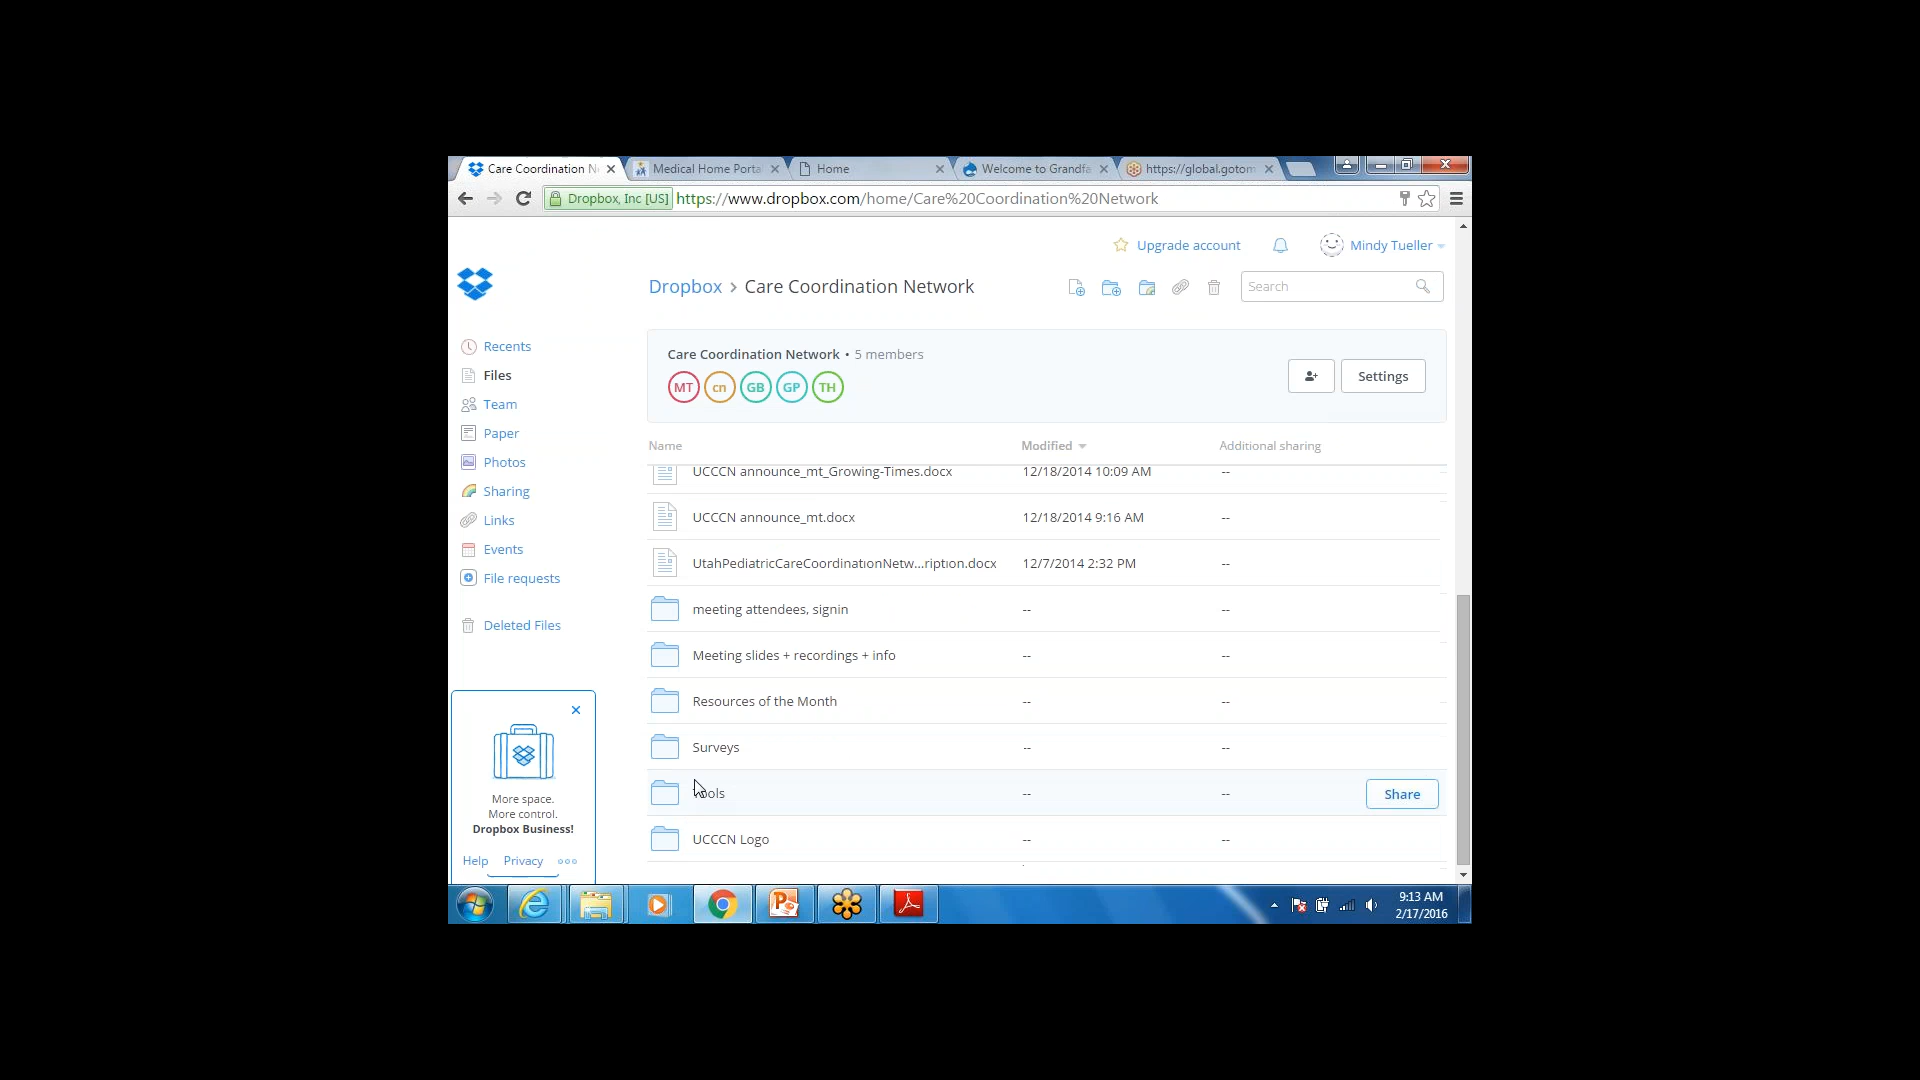 Care Coordination N
Medical Home Porta
Home
Welcome to Grandfa
https://global.gotom
Dropbox, Inc [US]
https://www.dropbox.com/home/Care%20Coordination%20Network
Upgrade account
Mindy Tueller
Dropbox › Care Coordination Network
Search
Recents
Files
Team
Paper
Photos
Sharing
Links
Events
File requests
Deleted Files
Care Coordination Network • 5 members
MT cn GB GP TH
Settings
Name Modified Additional sharing
UCCCN announce_mt_Growing-Times.docx 12/18/2014 10:09 AM --
UCCCN announce_mt.docx 12/18/2014 9:16 AM --
UtahPediatricCareCoordinationNetw...ription.docx 12/7/2014 2:32 PM --
meeting attendees, signin -- --
Meeting slides + recordings + info -- --
Resources of the Month -- --
Surveys -- --
ools -- -- Share
UCCCN Logo -- --
More space.
More control.
Dropbox Business!
Help Privacy
9:13 AM
2/17/2016